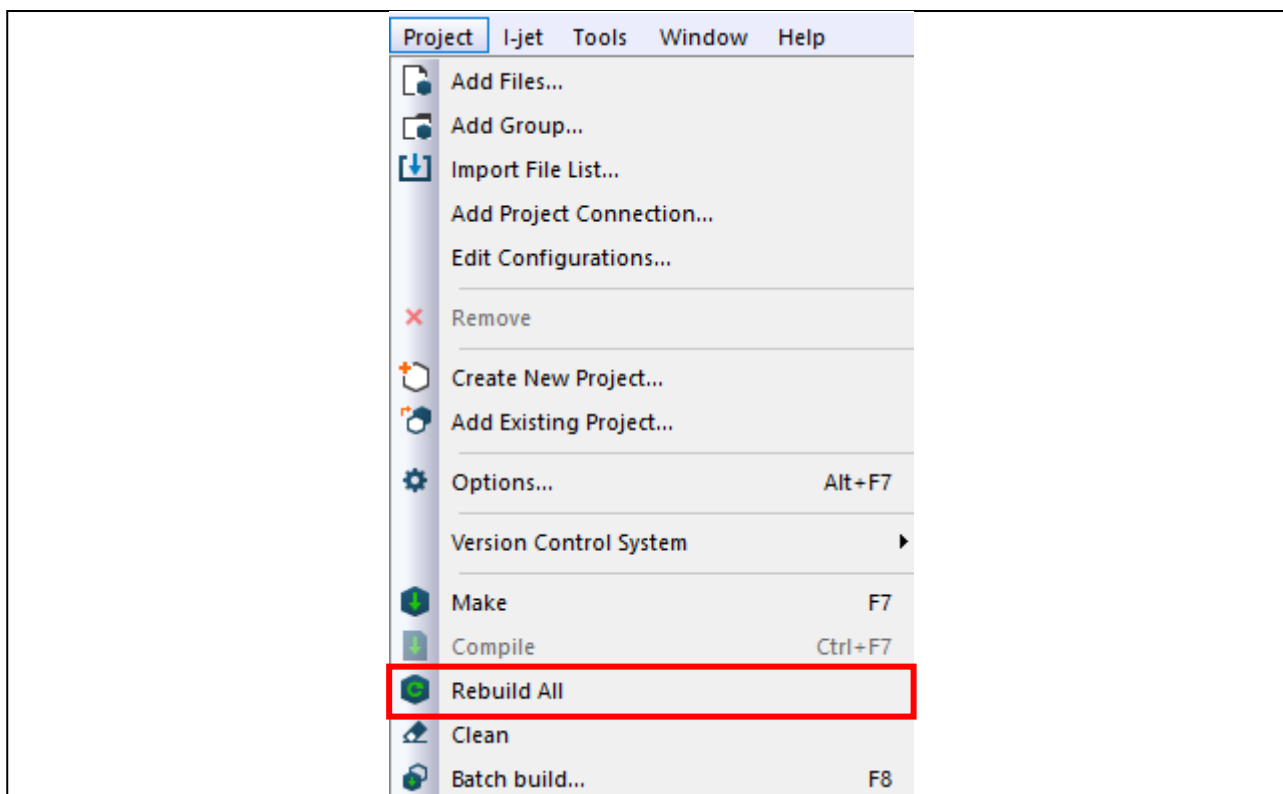 Project I-jet Tools Window Help
Add Files...
Add Group...
Import File List...
Add Project Connection...
Edit Configurations...
Remove
Create New Project...
Add Existing Project...
Options... Alt+F7
Version Control System
Make F7
Compile Ctrl+F7
Rebuild All
Clean
Batch build... F8